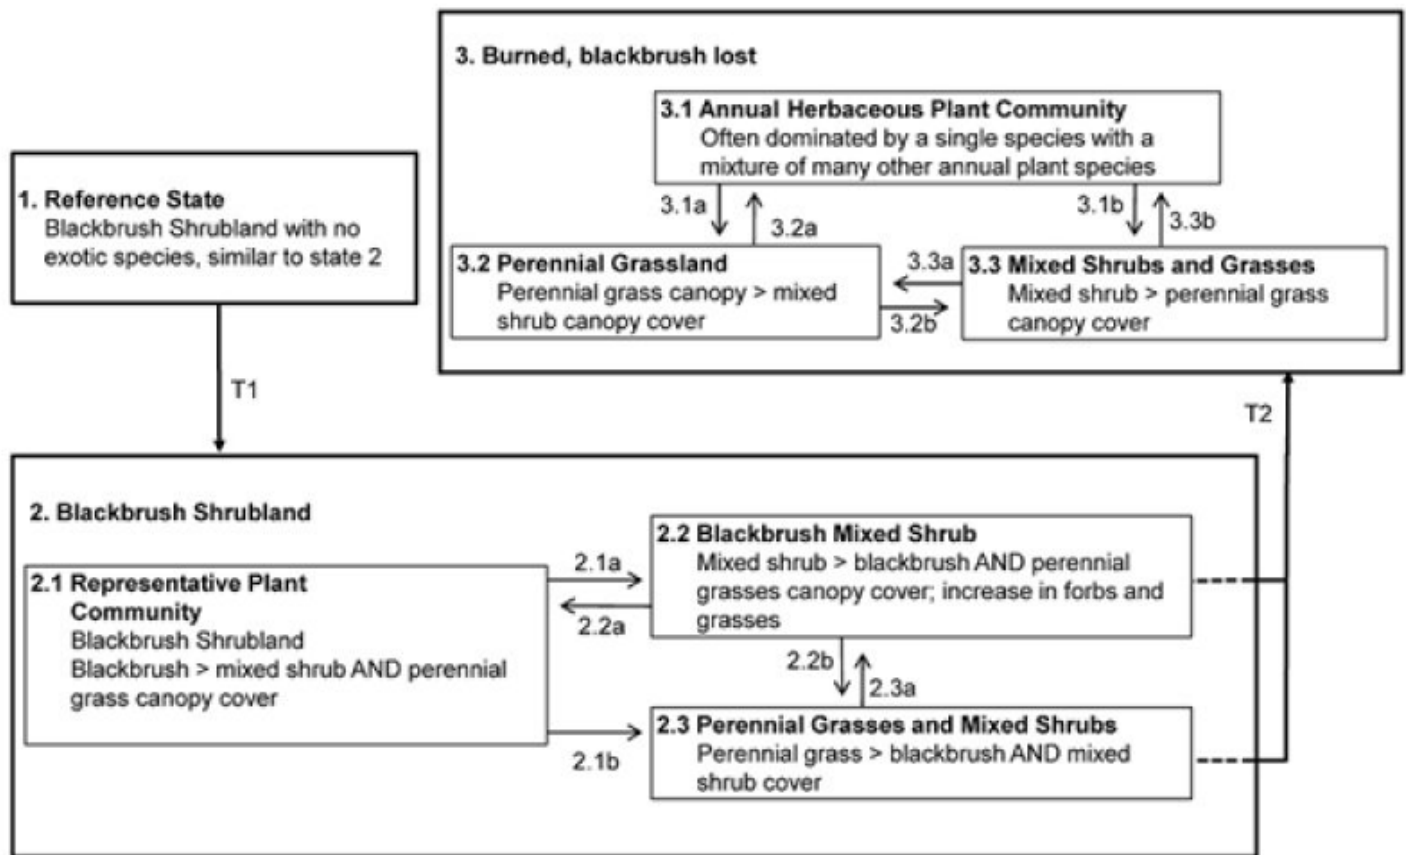 3. Burned, blackbrush lost
3.1 Annual Herbaceous Plant Community
Often dominated by a single species with a
mixture of many other annual plant species
1. Reference State
Blackbrush Shrubland with no
exotic species, similar to state 2
3.1a
3.2a
3.1b
3.3b
3.2 Perennial Grassland
Perennial grass canopy > mixed
shrub canopy cover
3.3a
3.2b
3.3 Mixed Shrubs and Grasses
Mixed shrub > perennial grass
canopy cover
T1
T2
2. Blackbrush Shrubland
2.1 Representative Plant
Community
Blackbrush Shrubland
Blackbrush > mixed shrub AND perennial
grass canopy cover
2.1a
2.2a
2.2 Blackbrush Mixed Shrub
Mixed shrub > blackbrush AND perennial
grasses canopy cover; increase in forbs and
grasses
2.2b
2.3a
2.1b
2.3 Perennial Grasses and Mixed Shrubs
Perennial grass > blackbrush AND mixed
shrub cover